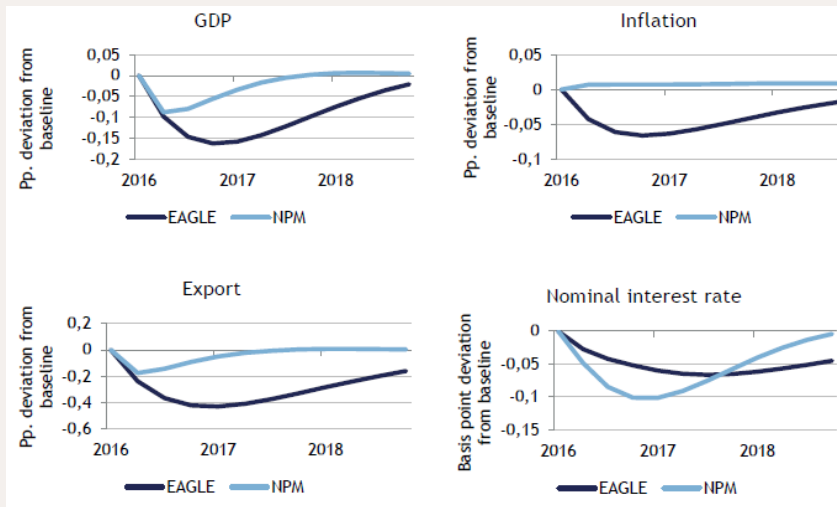 GDP
Pp. deviation from
baseline
0,05
0
-0,05
-0,1
-0,15
-0,2
2016 2017 2018
EAGLE NPM
Inflation
Pp. deviation from
baseline
0,05
0
-0,05
-0,1
2016 2017 2018
EAGLE NPM
Export
Pp. deviation from
baseline
0,2
0
-0,2
-0,4
-0,6
2016 2017 2018
EAGLE NPM
Nominal interest rate
Basis point deviation
from baseline
0
-0,05
-0,1
-0,15
2016 2017 2018
EAGLE NPM